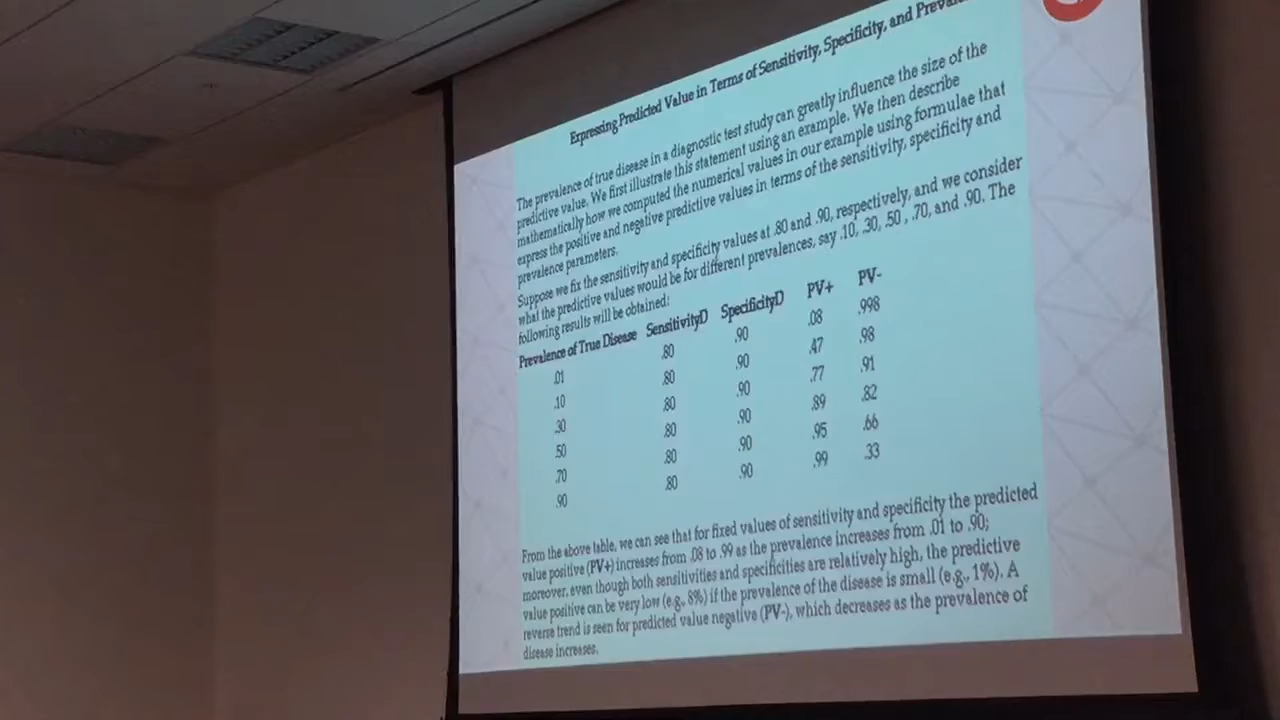 Expressing Predicted Value in Terms of Sensitivity, Specificity, and
The prevalence of true disease in a diagnostic test study can greatly influence the size of the
predictive value. We first illustrate this statement using an example. We then describe
mathematically how we computed the numerical values in our example using formulae that
express the positive and negative predictive values in terms of the sensitivity, specificity and
prevalence parameters.
Suppose we fix the sensitivity and specificity values at .80 and .90, respectively, and we consider
what the predictive values would be for different prevalences, say .10, .30, .50 , .70, and .90. The
following results will be obtained:
Prevalence of True Disease SensitivityD SpecificityD PV+ PV-
.01 .80 .90 .08 .998
.10 .80 .90 .47 .98
.30 .80 .90 .77 .91
.50 .80 .90 .89 .82
.70 .80 .90 .95 .66
.90 .80 .90 .99 .33
From the above table, we can see that for fixed values of sensitivity and specificity the predicted
value positive (PV+) increases from .08 to .99 as the prevalence increases from .01 to .90;
moreover, even though both sensitivities and specificities are relatively high, the predictive
value positive can be very low (e.g., 8%) if the prevalence of the disease is small (e.g., 1%). A
reverse trend is seen for predicted value negative (PV-), which decreases as the prevalence of
disease increases.